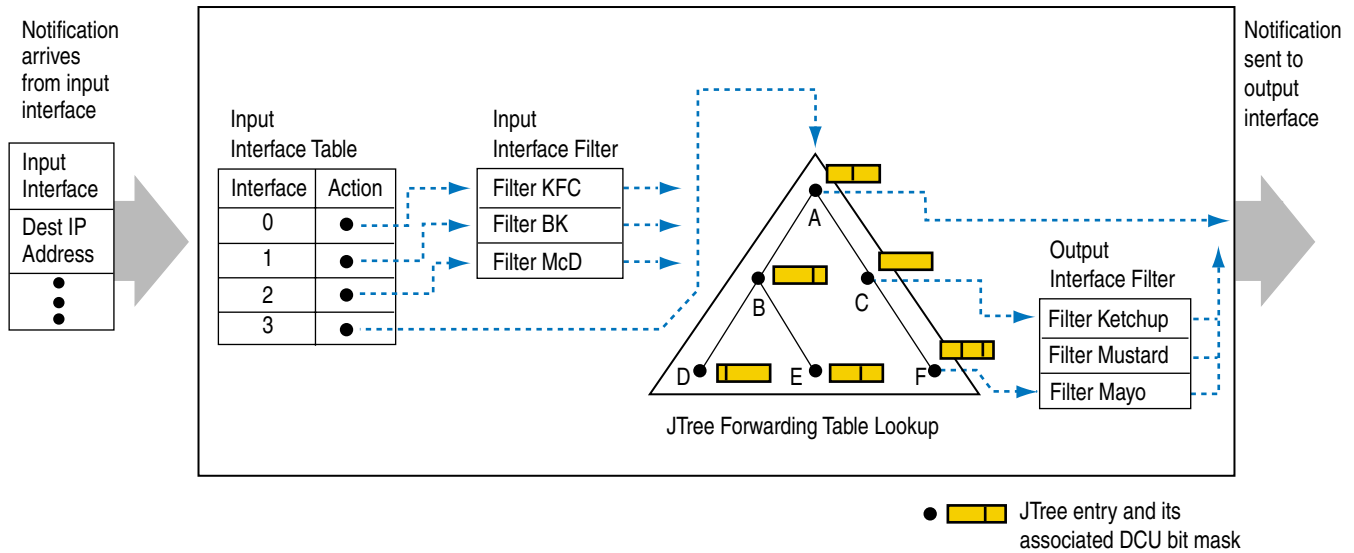 Notification
arrives
from input
interface
Input
Interface
Dest IP
Address
Input
Interface Table
Interface Action
0
1
2
3
Input
Interface Filter
Filter KFC
Filter BK
Filter McD
A
B
C
D
E
F
JTree Forwarding Table Lookup
Output
Interface Filter
Filter Ketchup
Filter Mustard
Filter Mayo
Notification
sent to
output
interface
JTree entry and its
associated DCU bit mask